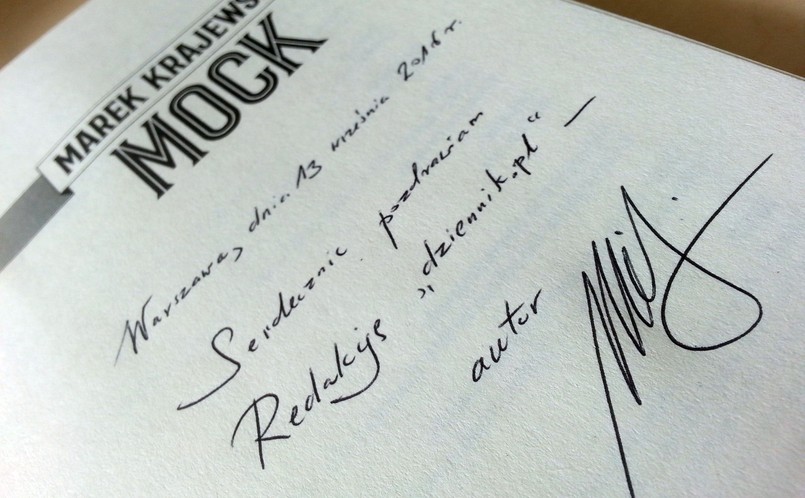 MAREK KRAJEWS
MOCK
Warszawa, dnia 13 września 2016 r.
Serdecznie pozdrawiam
Redakcję „dziennik.pl” –
autor